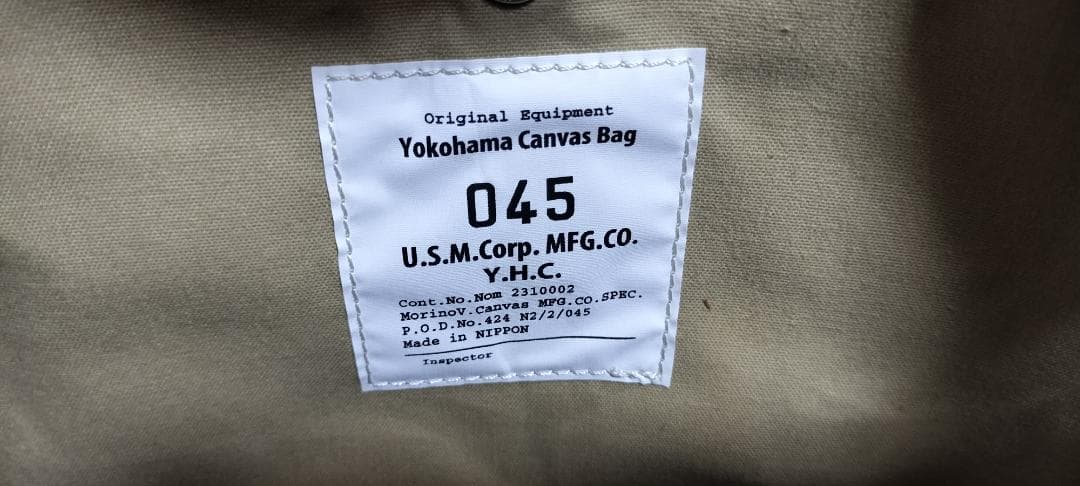 Original Equipment
Yokohama Canvas Bag
045
U.S.M.Corp. MFG.CO.
Y.H.C.
Cont.No.Nom 2310002
MorinoV.Canvas MFG.CO.SPEC.
P.O.D.No.424 N2/2/045
Made in NIPPON
Inspector